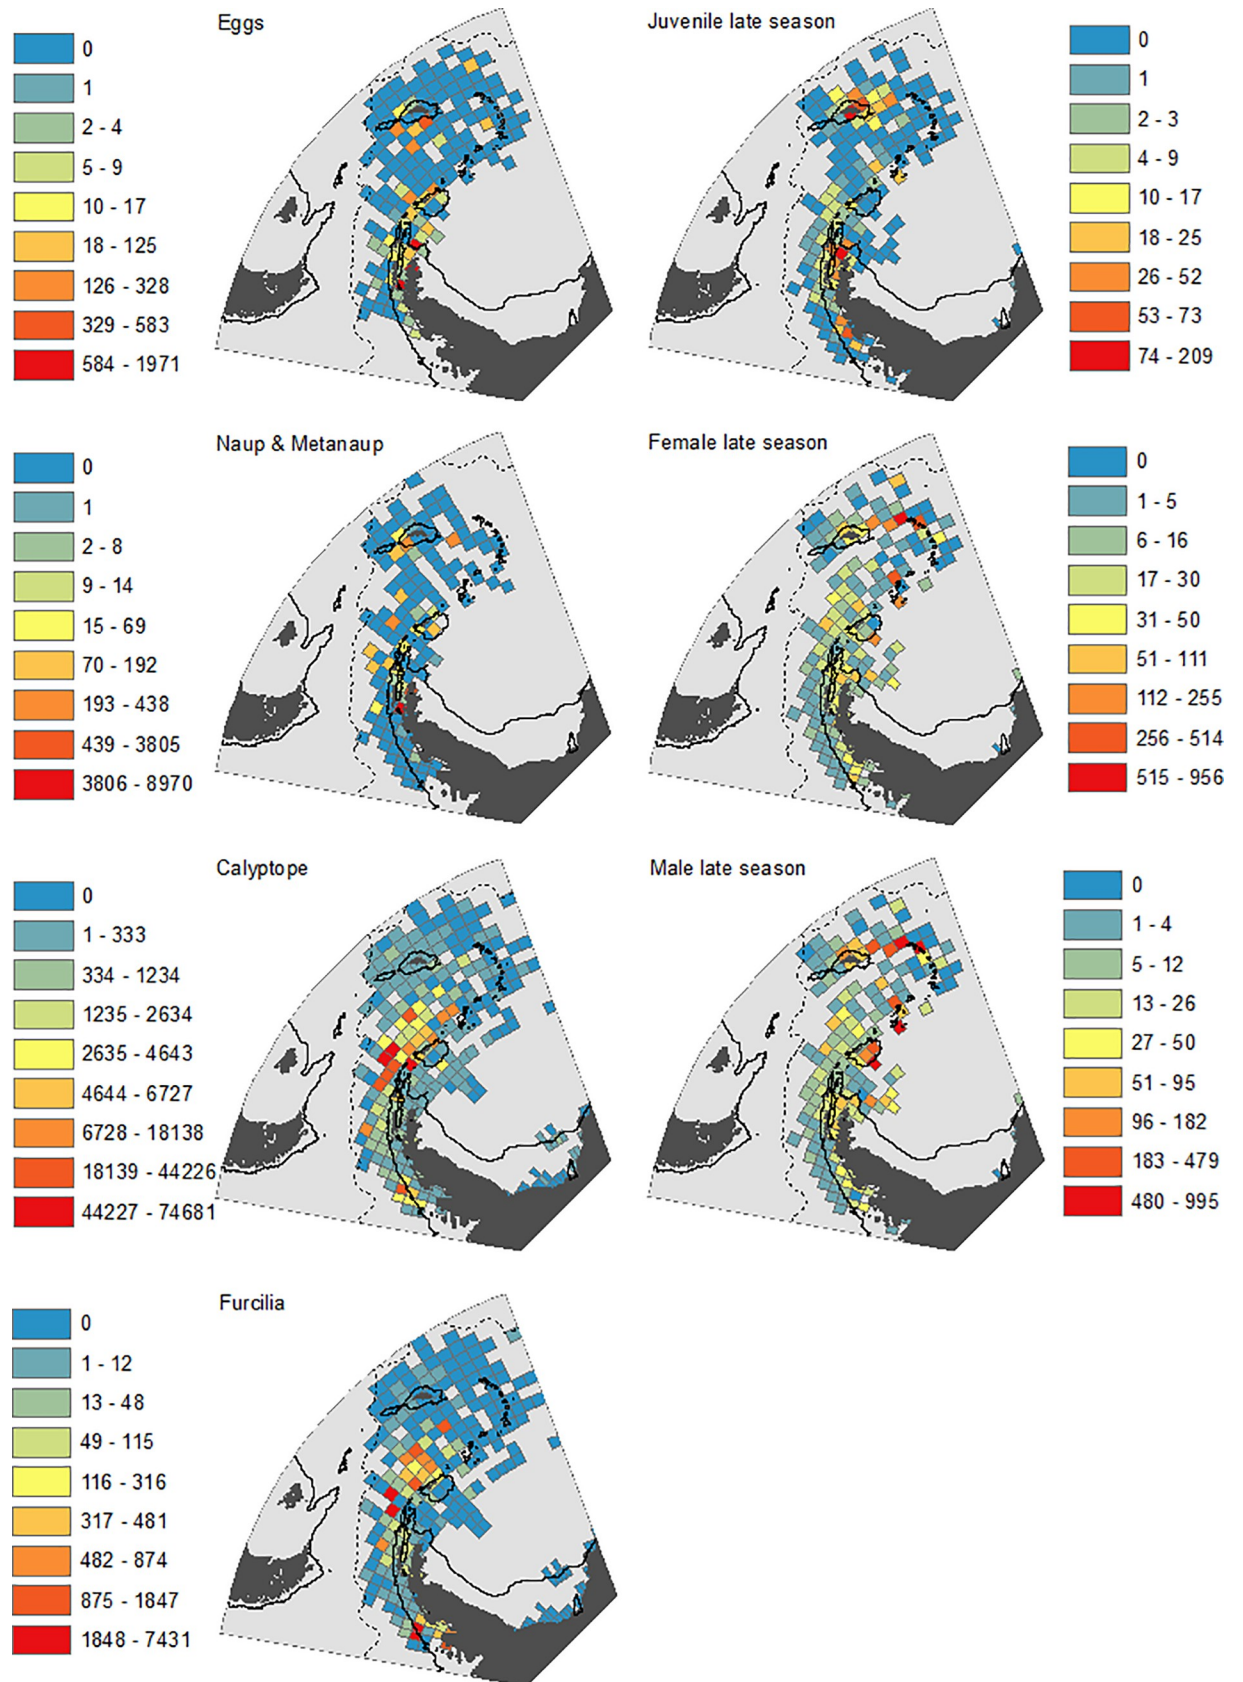 Eggs
0
1
2 - 4
5 - 9
10 - 17
18 - 125
126 - 328
329 - 583
584 - 1971
Juvenile late season
0
1
2 - 3
4 - 9
10 - 17
18 - 25
26 - 52
53 - 73
74 - 209
Naup & Metanaup
0
1
2 - 8
9 - 14
15 - 69
70 - 192
193 - 438
439 - 3805
3806 - 8970
Female late season
0
1 - 5
6 - 16
17 - 30
31 - 50
51 - 111
112 - 255
256 - 514
515 - 956
Calyptope
0
1 - 333
334 - 1234
1235 - 2634
2635 - 4643
4644 - 6727
6728 - 18138
18139 - 44226
44227 - 74681
Male late season
0
1 - 4
5 - 12
13 - 26
27 - 50
51 - 95
96 - 182
183 - 479
480 - 995
Furcilia
0
1 - 12
13 - 48
49 - 115
116 - 316
317 - 481
482 - 874
875 - 1847
1848 - 7431